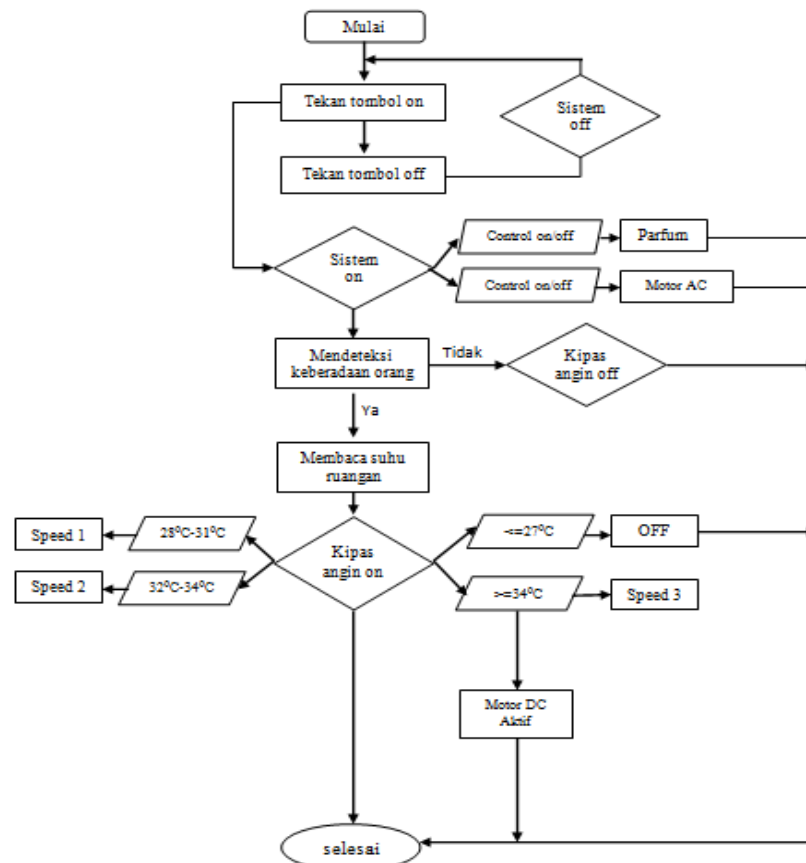 Mulai
Tekan tombol on
Sistem
off
Tekan tombol off
Control on/off
Parfum
Sistem
on
Control on/off
Motor AC
Mendeteksi
keberadaan orang
Tidak
Kipas
angin off
Ya
Membaca suhu
ruangan
Speed 1
28⁰C-31⁰C
Kipas
angin on
<=27⁰C
OFF
Speed 2
32⁰C-34⁰C
>=34⁰C
Speed 3
Motor DC
Aktif
selesai